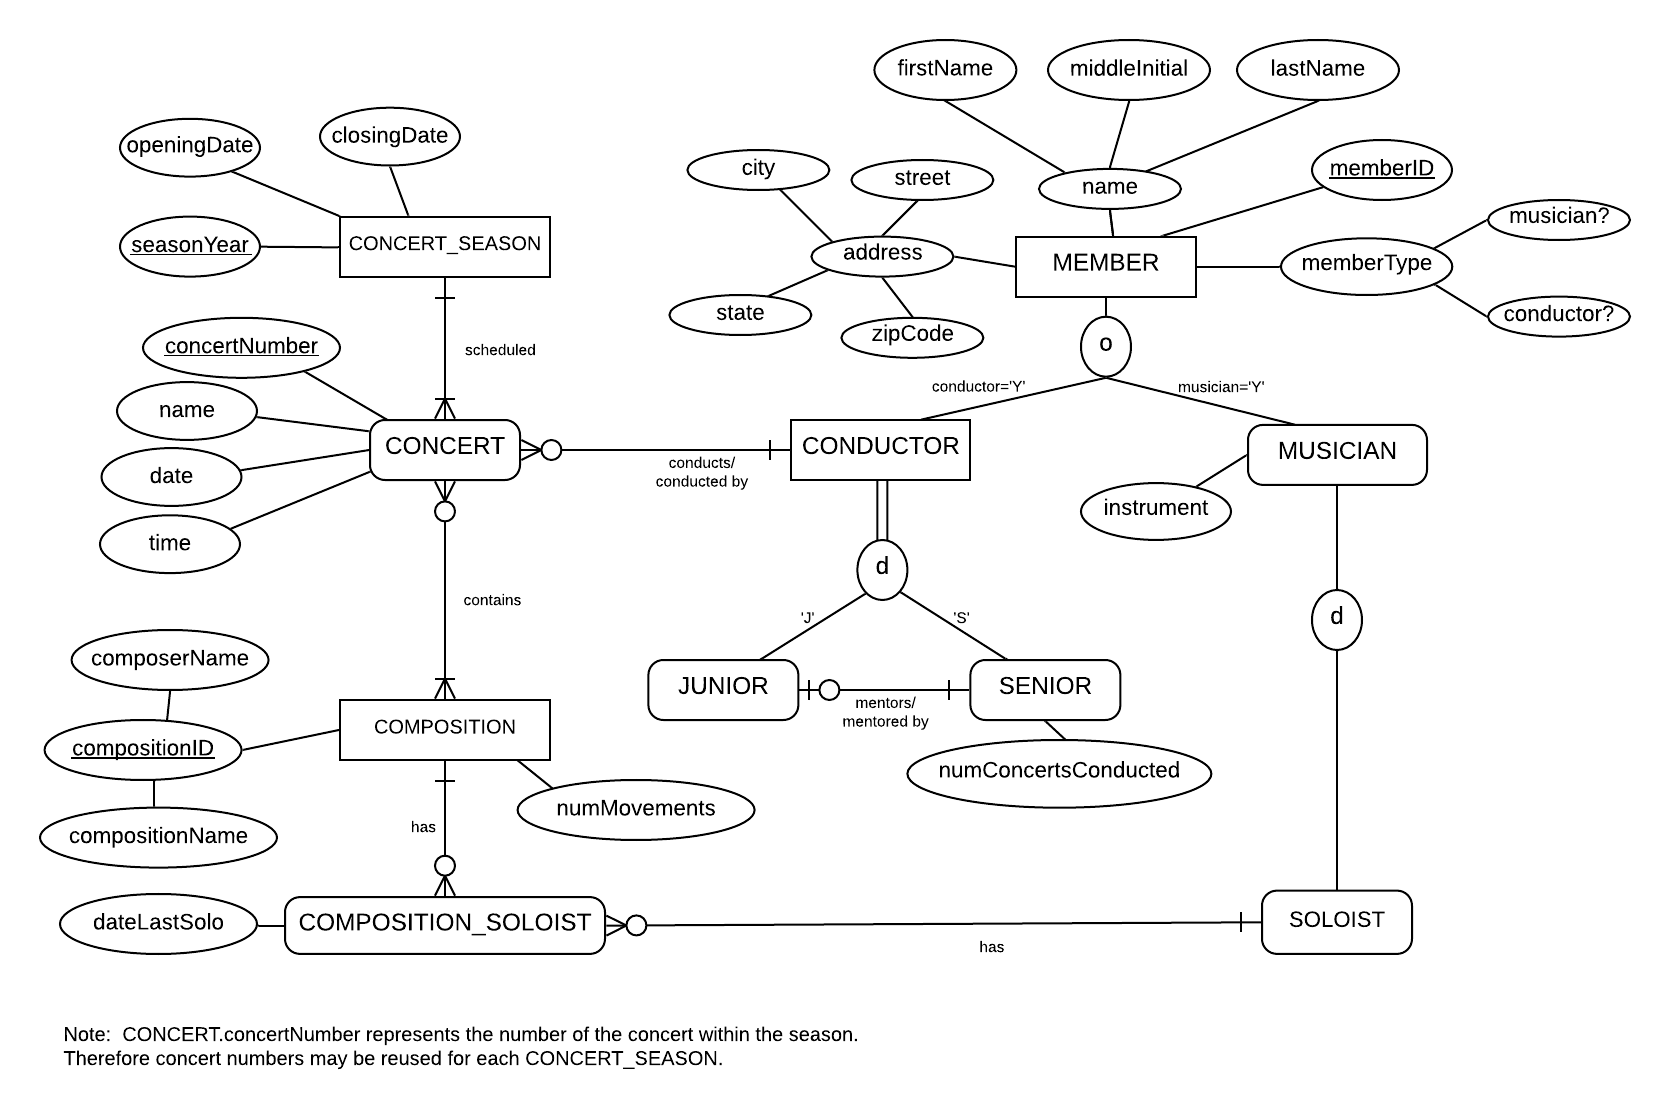 firstName
middleInitial
lastName
closingDate
openingDate
city
street
memberID
name
musician?
seasonYear
CONCERT_SEASON
address
MEMBER
memberType
state
zipCode
conductor?
concertNumber
scheduled
o
conductor='Y'
musician='Y'
name
CONCERT
CONDUCTOR
MUSICIAN
conducts/
conducted by
date
instrument
time
d
contains
'J'
'S'
d
composerName
JUNIOR
SENIOR
mentors/
mentored by
COMPOSITION
compositionID
numConcertsConducted
numMovements
has
compositionName
dateLastSolo
COMPOSITION_SOLOIST
SOLOIST
has
Note:  CONCERT.concertNumber represents the number of the concert within the season.
Therefore concert numbers may be reused for each CONCERT_SEASON.